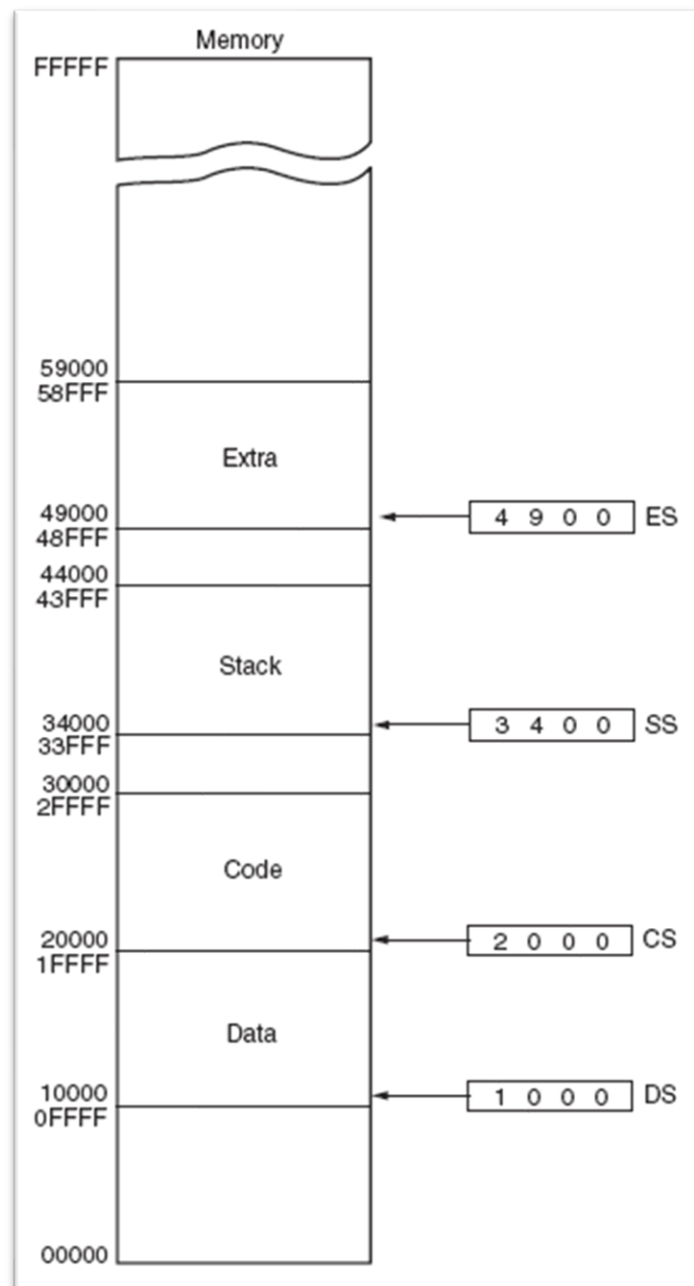 Memory
FFFFF
59000
58FFF
Extra
49000
4 9 0 0 ES
48FFF
44000
43FFF
Stack
34000
3 4 0 0 SS
33FFF
30000
2FFFF
Code
20000
2 0 0 0 CS
1FFFF
Data
10000
1 0 0 0 DS
0FFFF
00000